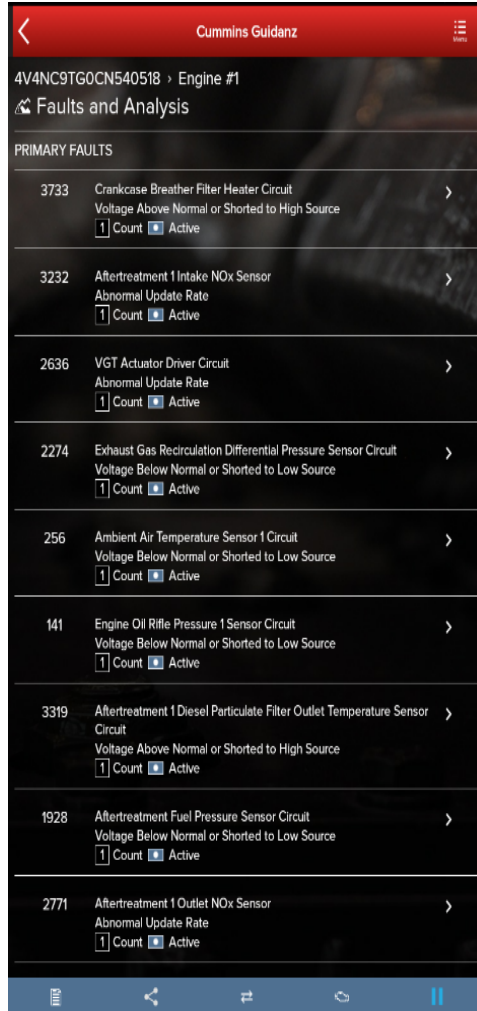 Cummins Guidanz
Menu
4V4NC9TG0CN540518 › Engine #1
Faults and Analysis
PRIMARY FAULTS
3733 Crankcase Breather Filter Heater Circuit
Voltage Above Normal or Shorted to High Source
1 Count Active
3232 Aftertreatment 1 Intake NOx Sensor
Abnormal Update Rate
1 Count Active
2636 VGT Actuator Driver Circuit
Abnormal Update Rate
1 Count Active
2274 Exhaust Gas Recirculation Differential Pressure Sensor Circuit
Voltage Below Normal or Shorted to Low Source
1 Count Active
256 Ambient Air Temperature Sensor 1 Circuit
Voltage Below Normal or Shorted to Low Source
1 Count Active
141 Engine Oil Rifle Pressure 1 Sensor Circuit
Voltage Below Normal or Shorted to Low Source
1 Count Active
3319 Aftertreatment 1 Diesel Particulate Filter Outlet Temperature Sensor
Circuit
Voltage Above Normal or Shorted to High Source
1 Count Active
1928 Aftertreatment Fuel Pressure Sensor Circuit
Voltage Below Normal or Shorted to Low Source
1 Count Active
2771 Aftertreatment 1 Outlet NOx Sensor
Abnormal Update Rate
1 Count Active